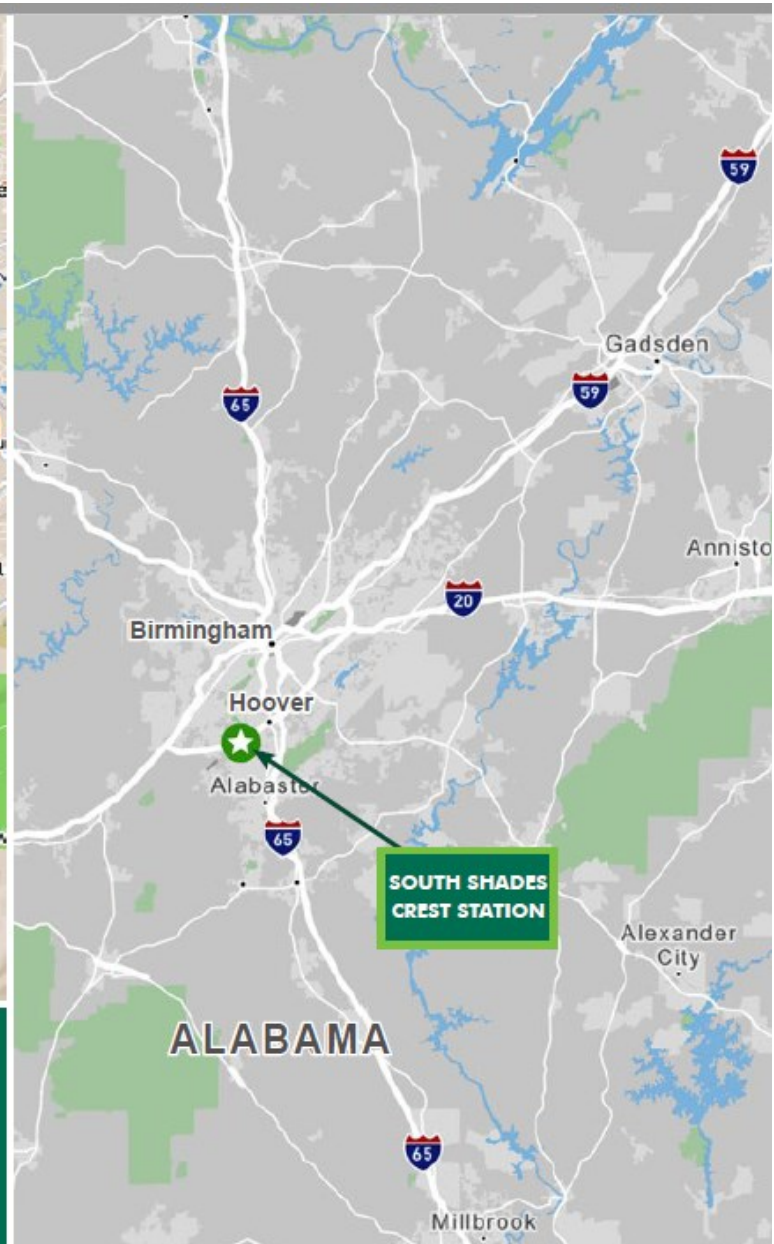 59
Gadsden
59
65
Annisto
20
Birmingham
Hoover
Alabaster
65
SOUTH SHADES
CREST STATION
Alexander
City
ALABAMA
65
Millbrook